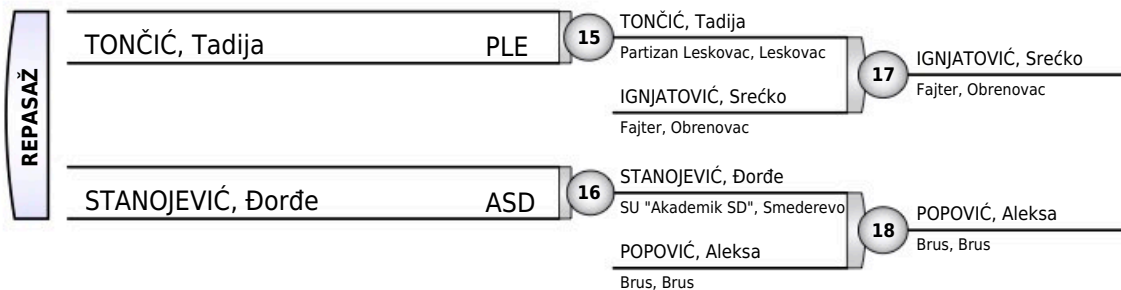 REPASAŽ
TONČIĆ, Tadija PLE
15
TONČIĆ, Tadija
Partizan Leskovac, Leskovac
IGNJATOVIĆ, Srećko
Fajter, Obrenovac
17
IGNJATOVIĆ, Srećko
Fajter, Obrenovac
STANOJEVIĆ, Đorđe ASD
16
STANOJEVIĆ, Đorđe
SU "Akademik SD", Smederevo
POPOVIĆ, Aleksa
Brus, Brus
18
POPOVIĆ, Aleksa
Brus, Brus